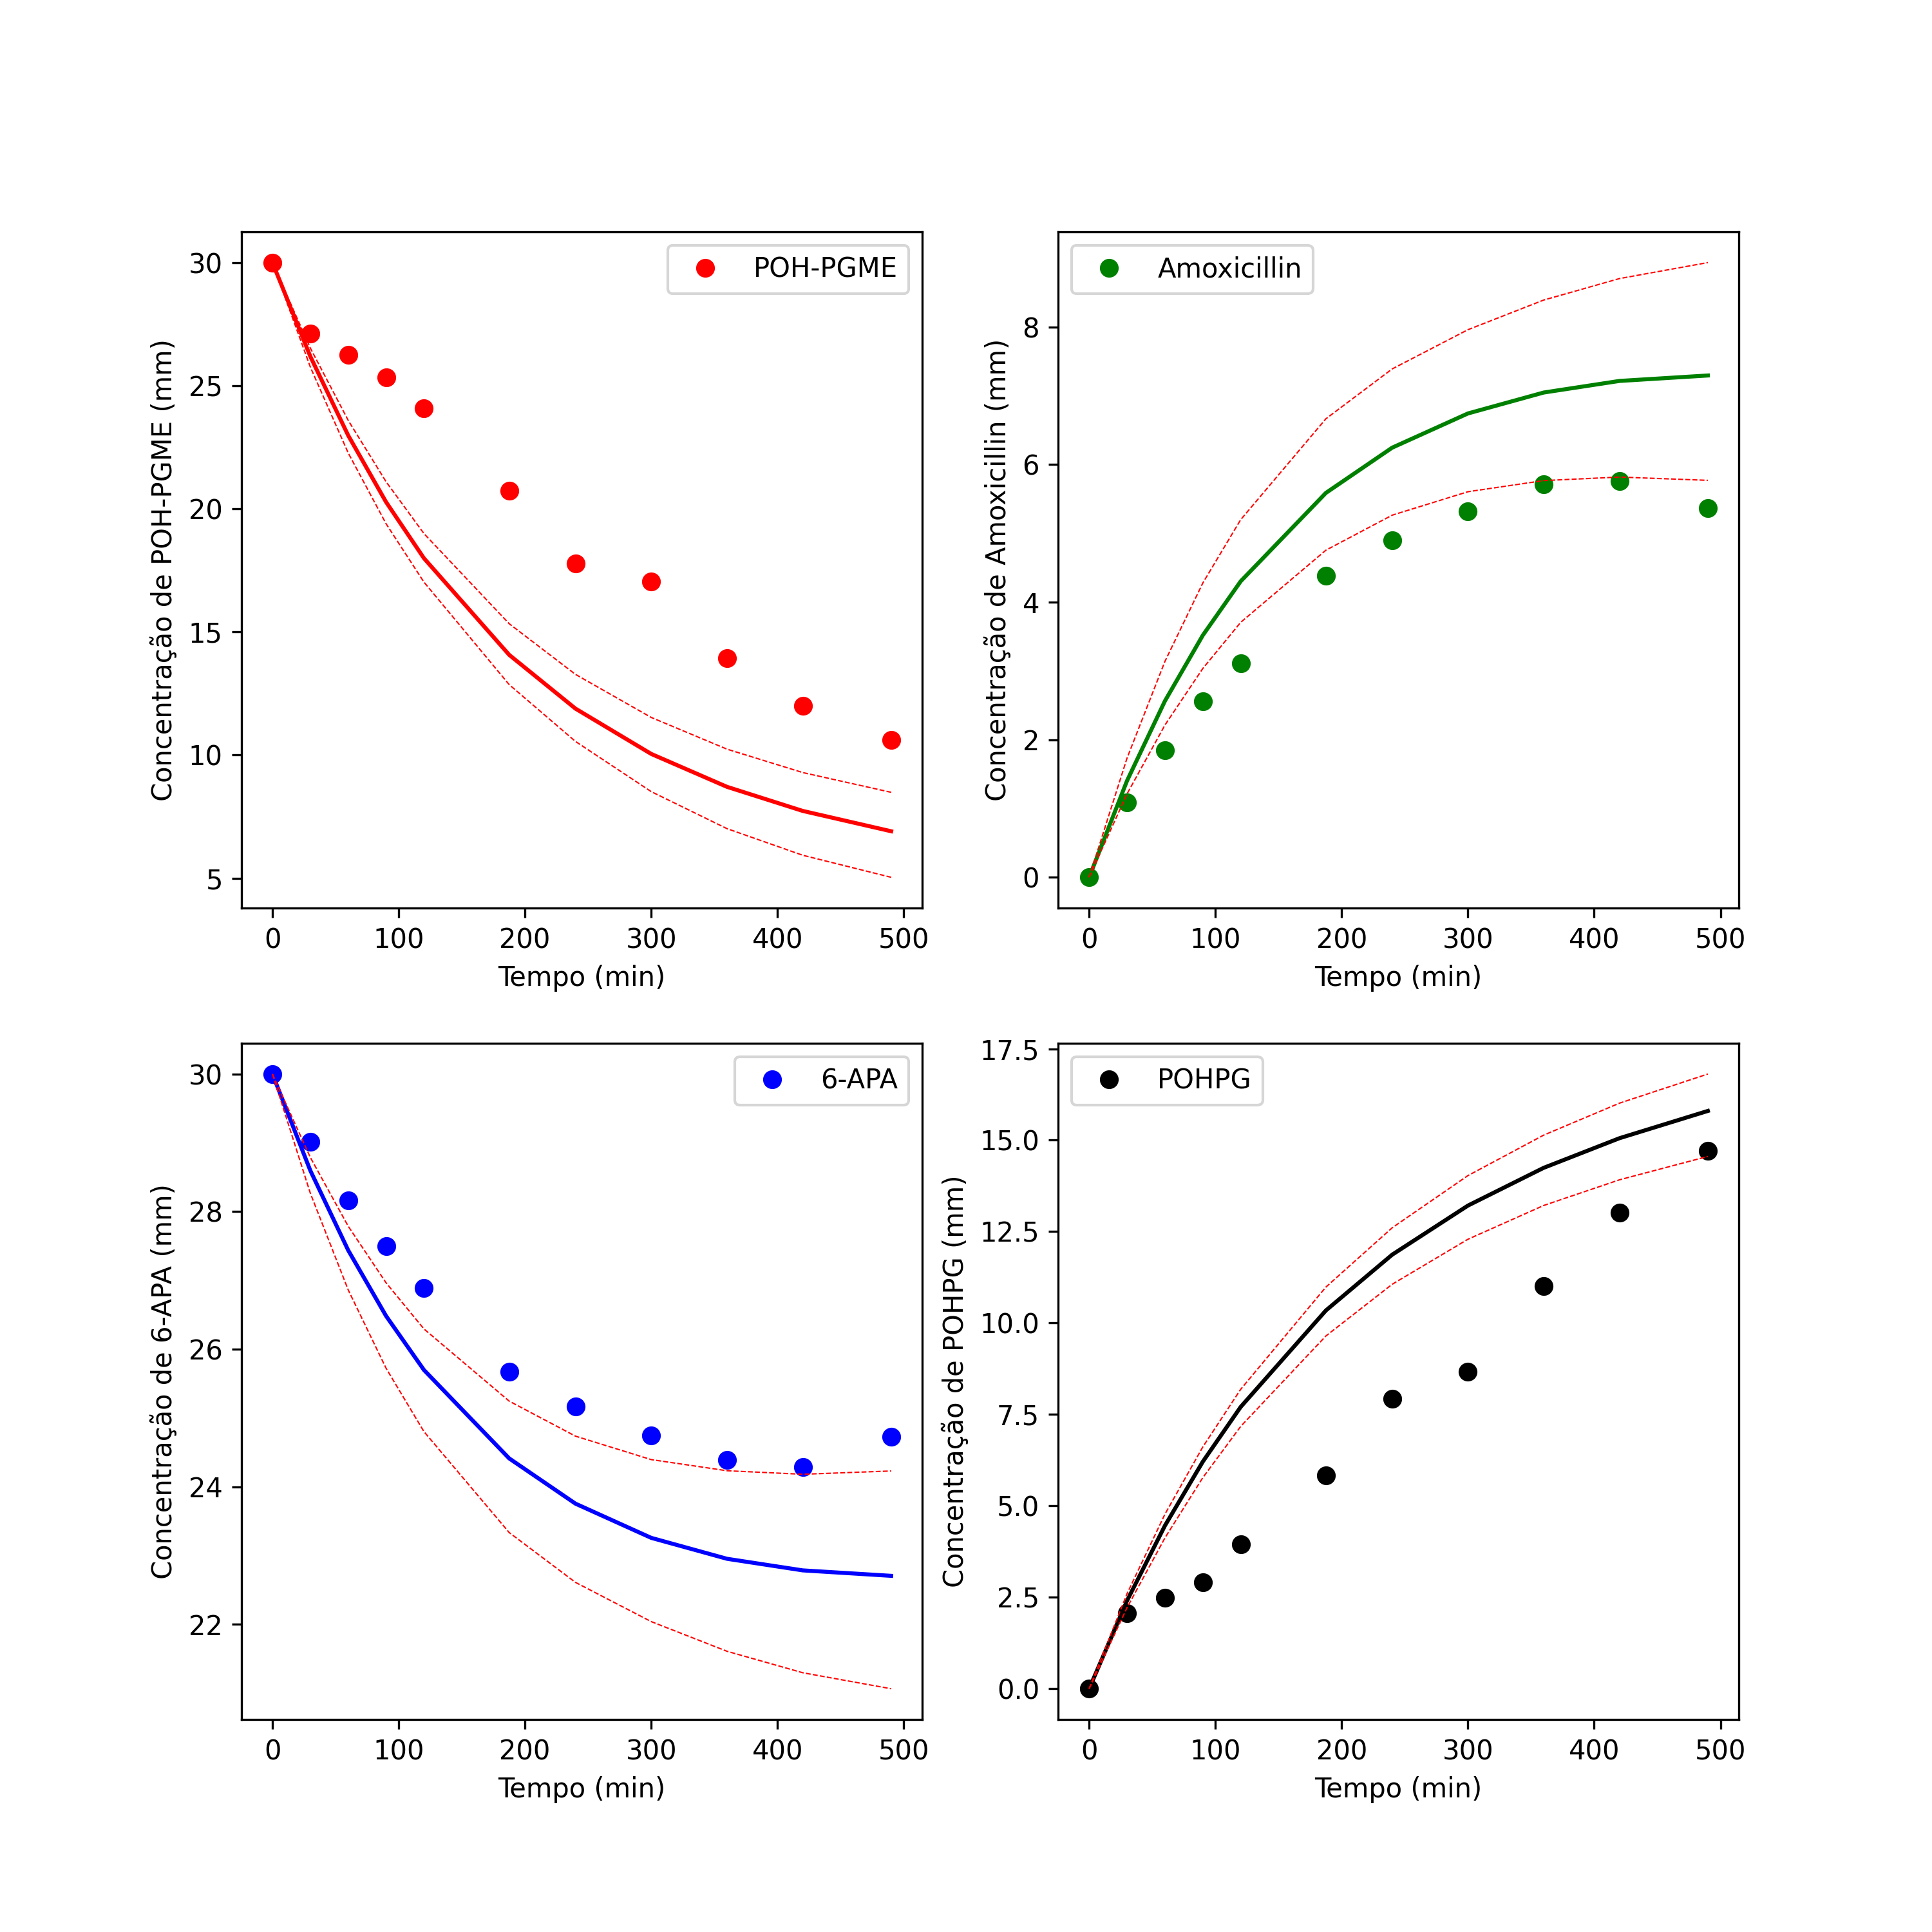 POH-PGME
Concentração de POH-PGME (mm)
30
25
20
15
10
5
0 100 200 300 400 500
Tempo (min)
Amoxicillin
Concentração de Amoxicillin (mm)
8
6
4
2
0
0 100 200 300 400 500
Tempo (min)
6-APA
Concentração de 6-APA (mm)
30
28
26
24
22
0 100 200 300 400 500
Tempo (min)
POHPG
Concentração de POHPG (mm)
17.5
15.0
12.5
10.0
7.5
5.0
2.5
0.0
0 100 200 300 400 500
Tempo (min)